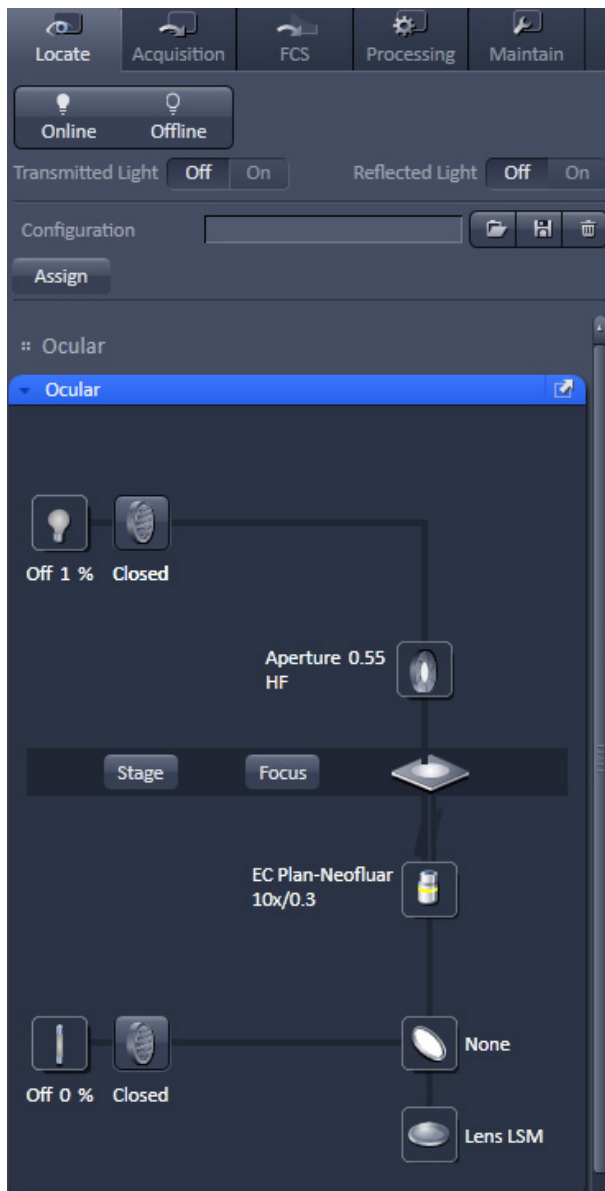 Locate Acquisition FCS Processing Maintain
Online Offline
Transmitted Light Off On Reflected Light Off On
Configuration
Assign
Ocular
Ocular
Off 1 % Closed
Aperture 0.55
HF
Stage Focus
EC Plan-Neofluar
10x/0.3
None
Off 0 % Closed
Lens LSM